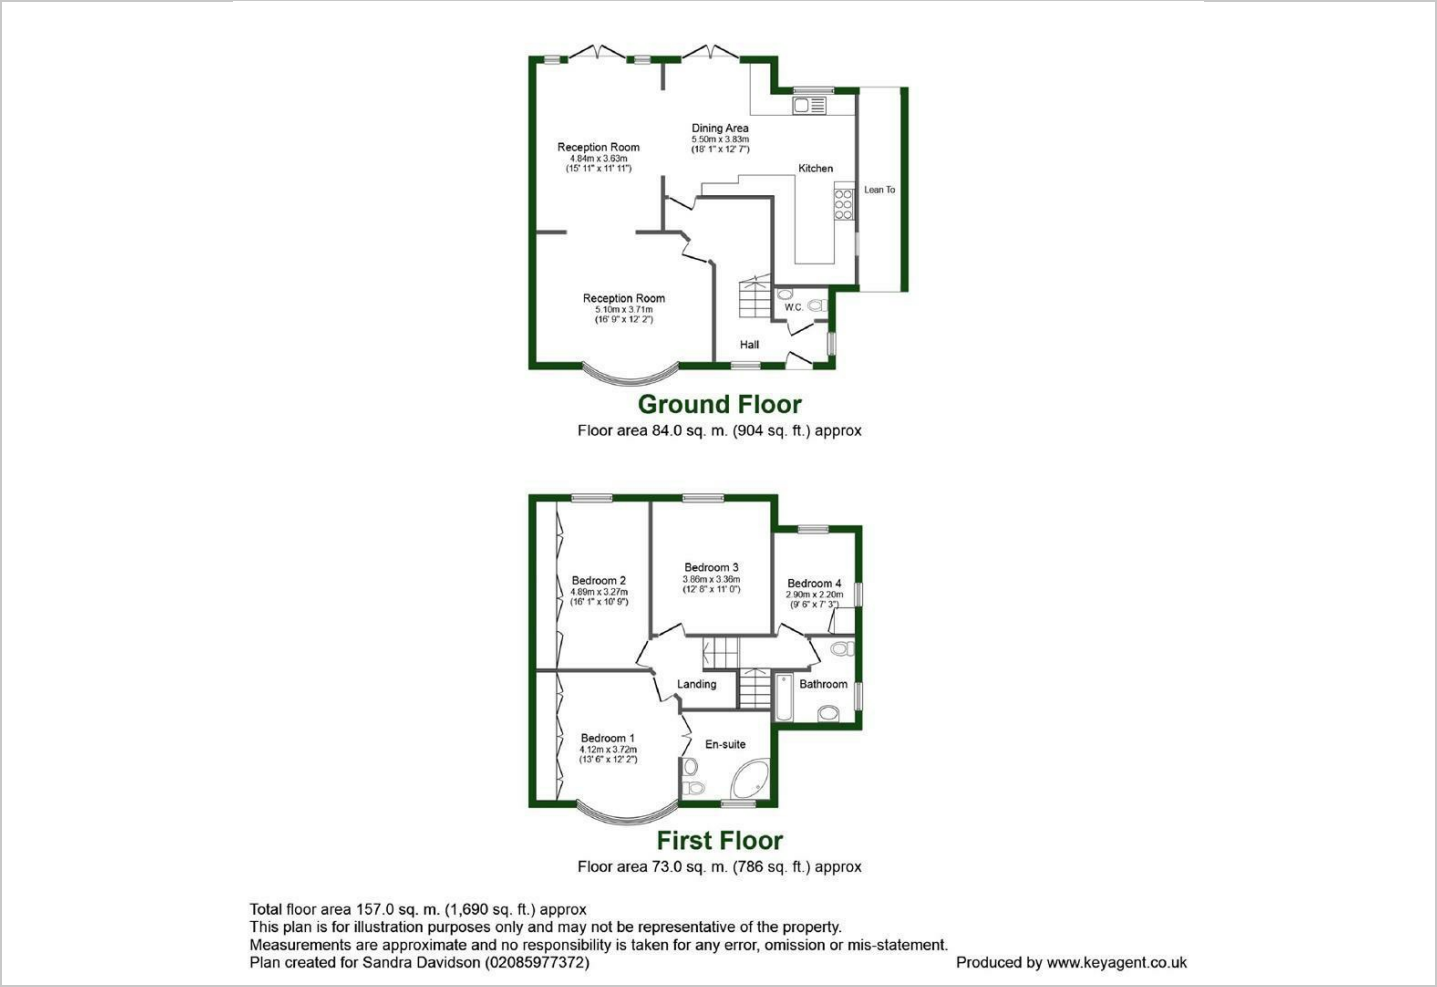 Dining Area
5.50m x 3.83m
(18' 1" x 12' 7")
Reception Room
4.84m x 3.63m
(15' 11" x 11' 11")
Kitchen
Lean To
Reception Room
5.10m x 3.71m
(16' 9" x 12' 2")
W.C.
Hall
Ground Floor
Floor area 84.0 sq. m. (904 sq. ft.) approx
Bedroom 3
3.86m x 3.36m
(12' 8" x 11' 0")
Bedroom 2
4.89m x 3.27m
(16' 1" x 10' 9")
Bedroom 4
2.90m x 2.20m
(9' 6" x 7' 3")
Landing
Bathroom
Bedroom 1
4.12m x 3.72m
(13' 6" x 12' 2")
En-suite
First Floor
Floor area 73.0 sq. m. (786 sq. ft.) approx
Total floor area 157.0 sq. m. (1,690 sq. ft.) approx
This plan is for illustration purposes only and may not be representative of the property.
Measurements are approximate and no responsibility is taken for any error, omission or mis-statement.
Plan created for Sandra Davidson (02085977372)
Produced by www.keyagent.co.uk